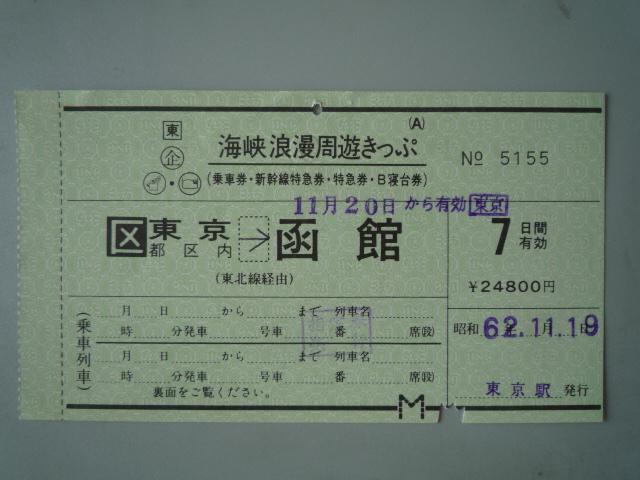 東
企
海峡浪漫周遊きっぷ (A)
(乗車券・新幹線特急券・特急券・B寝台券)
№ 5155
11月20日 から有効 東京
区 東京都区内 → 函館
(東北線経由)
7日間有効
¥24800円
(乗車列車)
月 日 から まで 列車名
時 分発車 号車 番 席(段)
月 日 から まで 列車名
時 分発車 号車 番 席(段)
裏面をご覧ください。
昭和 62.11.19 年 月 日
東京駅 発行
M